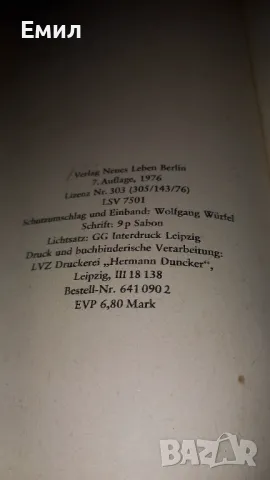 Емил
Verlag Neues Leben Berlin
7. Auflage, 1976
Lizenz Nr. 303 (305/143/76)
LSV 7501
Schutzumschlag und Einband: Wolfgang Würfel
Schrift: 9 p Sabon
Lichtsatz: GG Interdruck Leipzig
Druck und buchbinderische Verarbeitung:
LVZ Druckerei „Hermann Duncker“,
Leipzig, III 18 138
Bestell-Nr. 641 090 2
EVP 6,80 Mark
BAZAR
bg